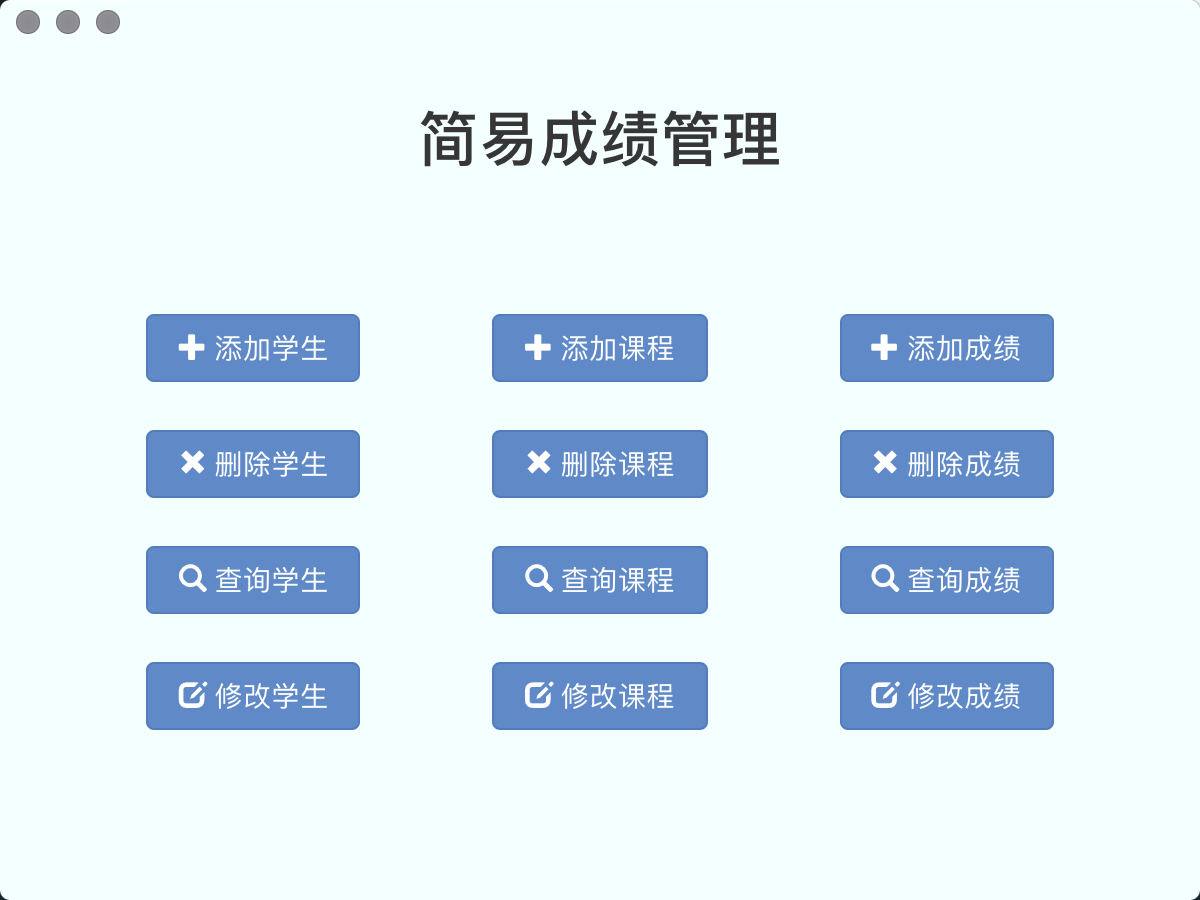 简易成绩管理
添加学生
添加课程
添加成绩
删除学生
删除课程
删除成绩
查询学生
查询课程
查询成绩
修改学生
修改课程
修改成绩